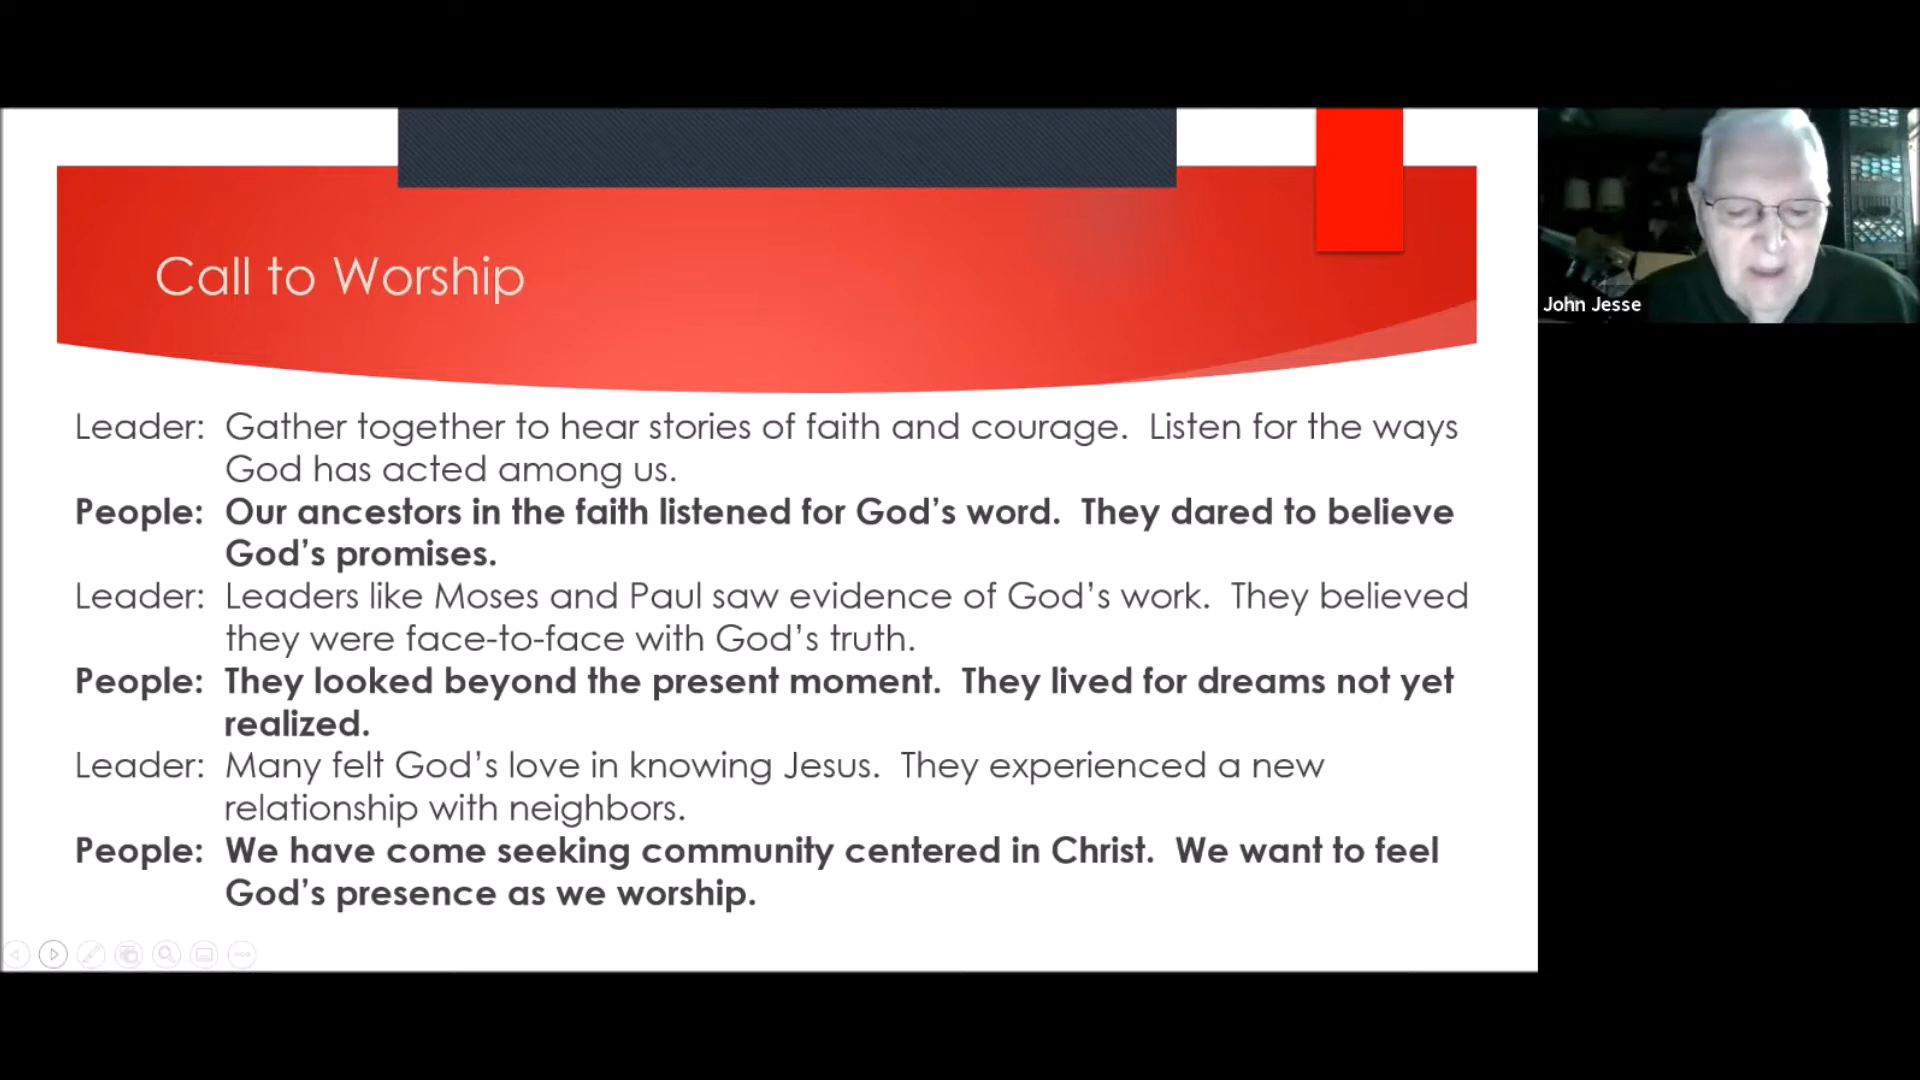 Call to Worship
Leader: Gather together to hear stories of faith and courage. Listen for the ways
God has acted among us.
People: Our ancestors in the faith listened for God’s word. They dared to believe
God’s promises.
Leader: Leaders like Moses and Paul saw evidence of God’s work. They believed
they were face-to-face with God’s truth.
People: They looked beyond the present moment. They lived for dreams not yet
realized.
Leader: Many felt God’s love in knowing Jesus. They experienced a new
relationship with neighbors.
People: We have come seeking community centered in Christ. We want to feel
God’s presence as we worship.
John Jesse